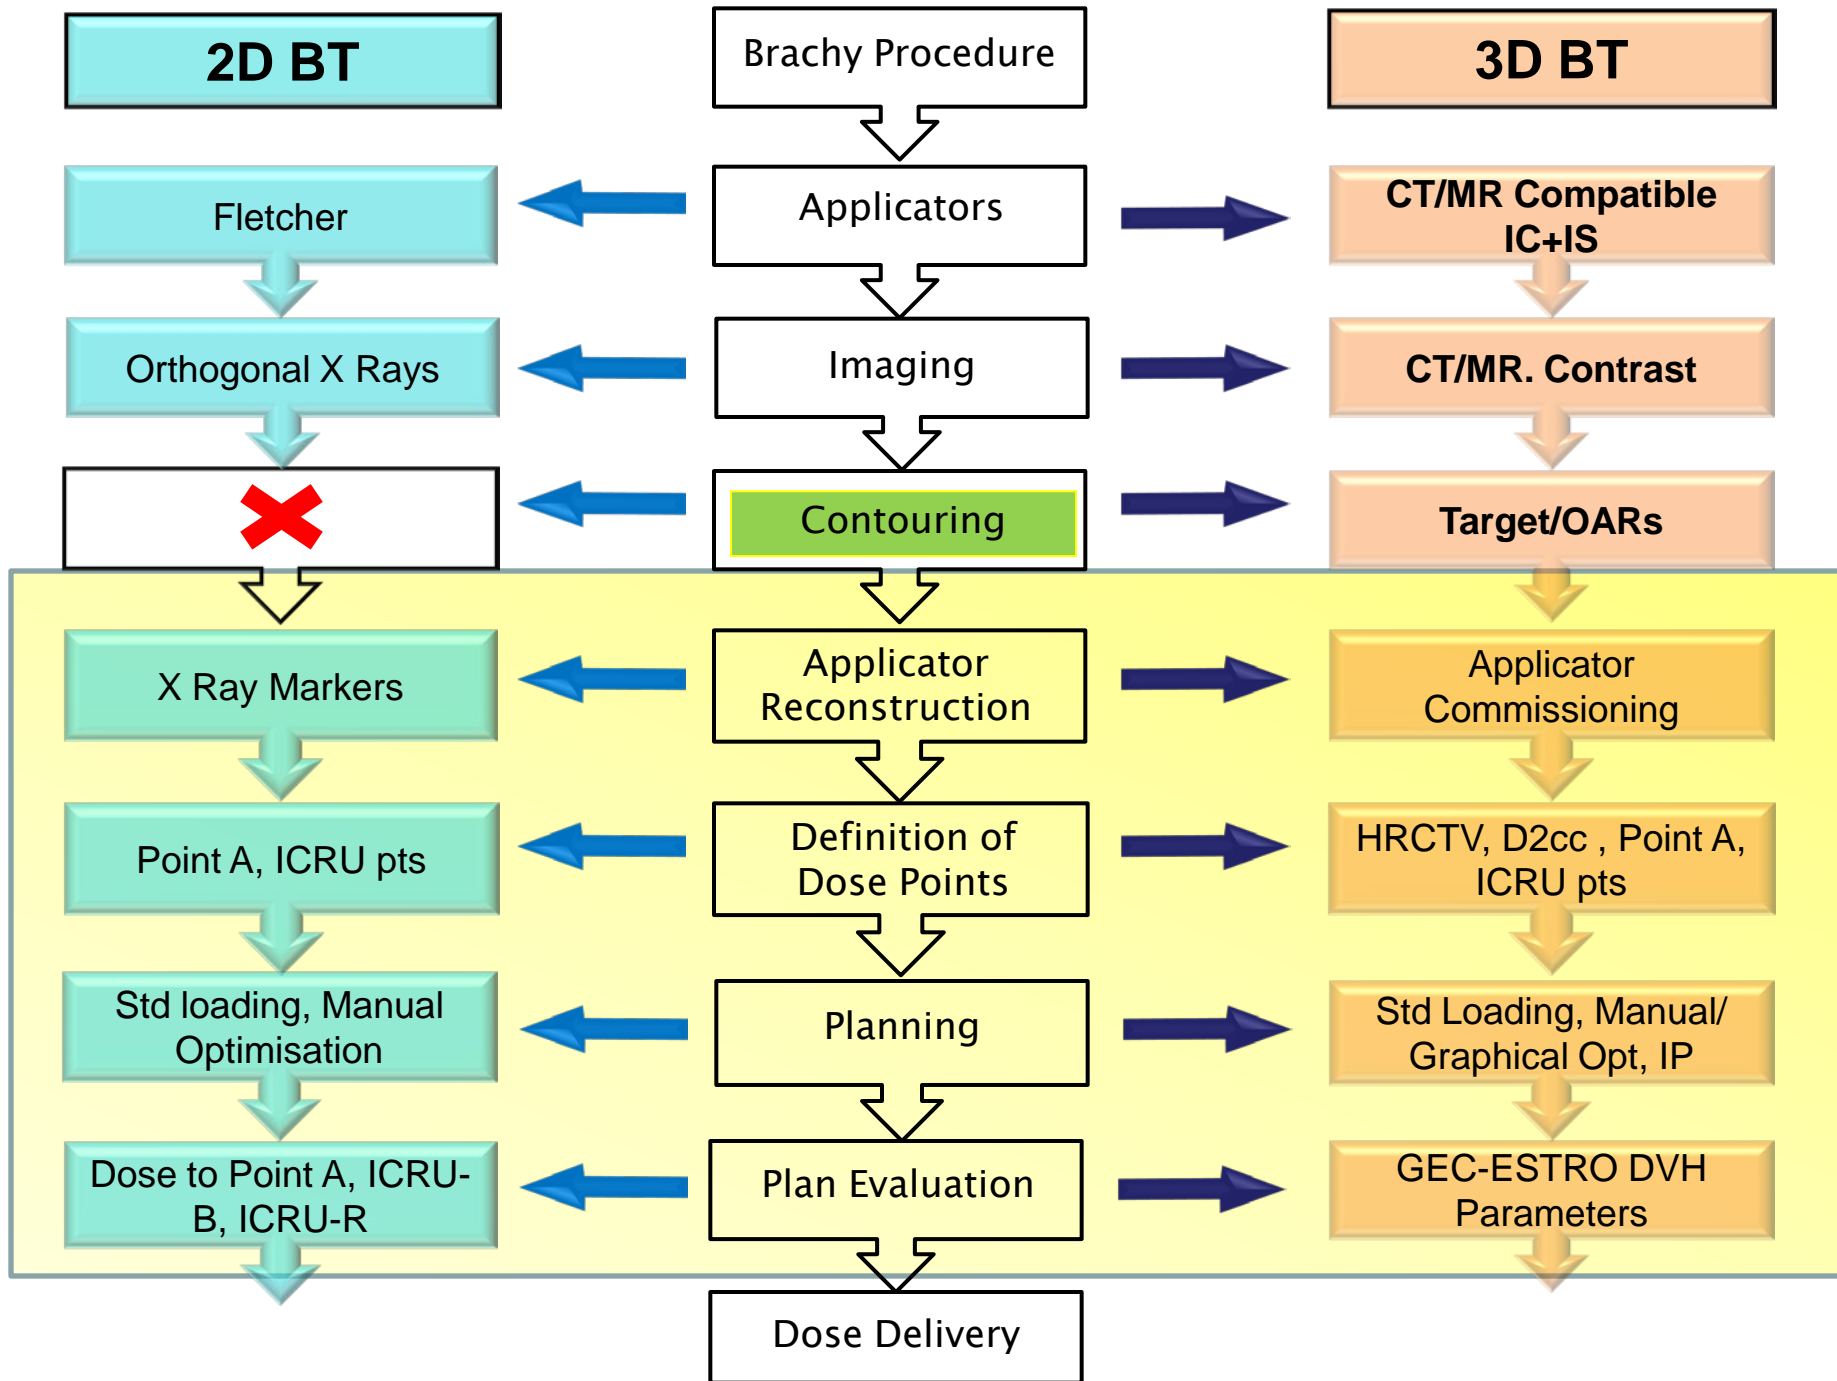 2D BT
Brachy Procedure
3D BT
Fletcher
Applicators
CT/MR Compatible
IC+IS
Orthogonal X Rays
Imaging
CT/MR. Contrast
Contouring
Target/OARs
X Ray Markers
Applicator
Reconstruction
Applicator
Commissioning
Point A, ICRU pts
Definition of
Dose Points
HRCTV, D2cc , Point A,
ICRU pts
Std loading, Manual
Optimisation
Planning
Std Loading, Manual/
Graphical Opt, IP
Dose to Point A, ICRU-
B, ICRU-R
Plan Evaluation
GEC-ESTRO DVH
Parameters
Dose Delivery